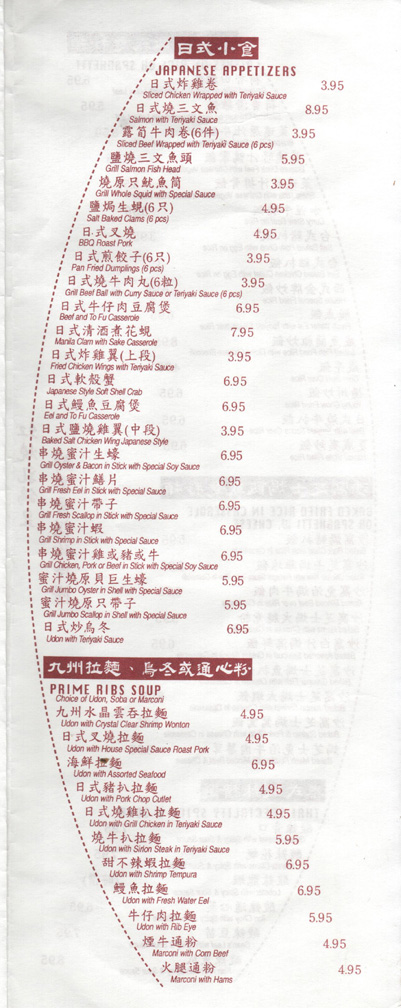 日式小食
JAPANESE APPETIZERS
日式炸雞卷 3.95
Sliced Chicken Wrapped with Teriyaki Sauce
日式燒三文魚 8.95
Salmon with Teriyaki Sauce
露筍牛肉卷(6件) 3.95
Sliced Beef Wrapped with Teriyaki Sauce (6 pcs)
鹽燒三文魚頭 5.95
Grill Salmon Fish Head
燒原只魷魚筒 3.95
Grill Whole Squid with Special Sauce
鹽焗生蜆(6只) 4.95
Salt Baked Clams (6 pcs)
日式叉燒 4.95
BBQ Roast Pork
日式煎餃子(6只) 3.95
Pan Fried Dumplings (6 pcs)
日式燒牛肉丸(6粒) 3.95
Grill Beef Ball with Curry Sauce or Teriyaki Sauce (6 pcs)
日式牛仔肉豆腐煲 6.95
Beef and To Fu Casserole
日式清酒煮花蜆 7.95
Manila Clam with Sake Casserole
日式炸雞翼(上段) 3.95
Fried Chicken Wings with Teriyaki Sauce
日式軟殼蟹 6.95
Japanese Style Soft Shell Crab
日式鰻魚豆腐煲 6.95
Eel and To Fu Casserole
日式鹽燒雞翼(中段) 3.95
Baked Salt Chicken Wing Japanese Style
串燒蜜汁生蠔 6.95
Grill Oyster & Bacon in Stick with Special Soy Sauce
串燒蜜汁鱔片 6.95
Grill Fresh Eel in Stick with Special Sauce
串燒蜜汁帶子 6.95
Grill Fresh Scallop in Stick with Special Sauce
串燒蜜汁蝦 6.95
Grill Shrimp in Stick with Special Sauce
串燒蜜汁雞或豬或牛 6.95
Grill Chicken, Pork or Beef in Stick with Special Soy Sauce
蜜汁燒原貝巨生蠔 5.95
Grill Jumbo Oyster in Shell with Special Sauce
蜜汁燒原只帶子 5.95
Grill Jumbo Scallop in Shell with Special Sauce
日式炒烏冬 6.95
Udon with Teriyaki Sauce
九州拉麵、烏冬或通心粉
PRIME RIBS SOUP
Choice of Udon, Soba or Marconi
九州水晶雲吞拉麵 4.95
Udon with Crystal Clear Shrimp Wonton
日式叉燒拉麵 4.95
Udon with House Special Sauce Roast Pork
海鮮拉麵 6.95
Udon with Assorted Seafood
日式豬扒拉麵 4.95
Udon with Pork Chop Cutlet
日式燒雞扒拉麵 4.95
Udon with Grill Chicken in Teriyaki Sauce
燒牛扒拉麵 5.95
Udon with Sirlon Steak in Teriyaki Sauce
甜不辣蝦拉麵 6.95
Udon with Shrimp Tempura
鰻魚拉麵 6.95
Udon with Fresh Water Eel
牛仔肉拉麵 5.95
Udon with Rib Eye
煙牛通粉 4.95
Marconi with Corn Beef
火腿通粉 4.95
Marconi with Hams